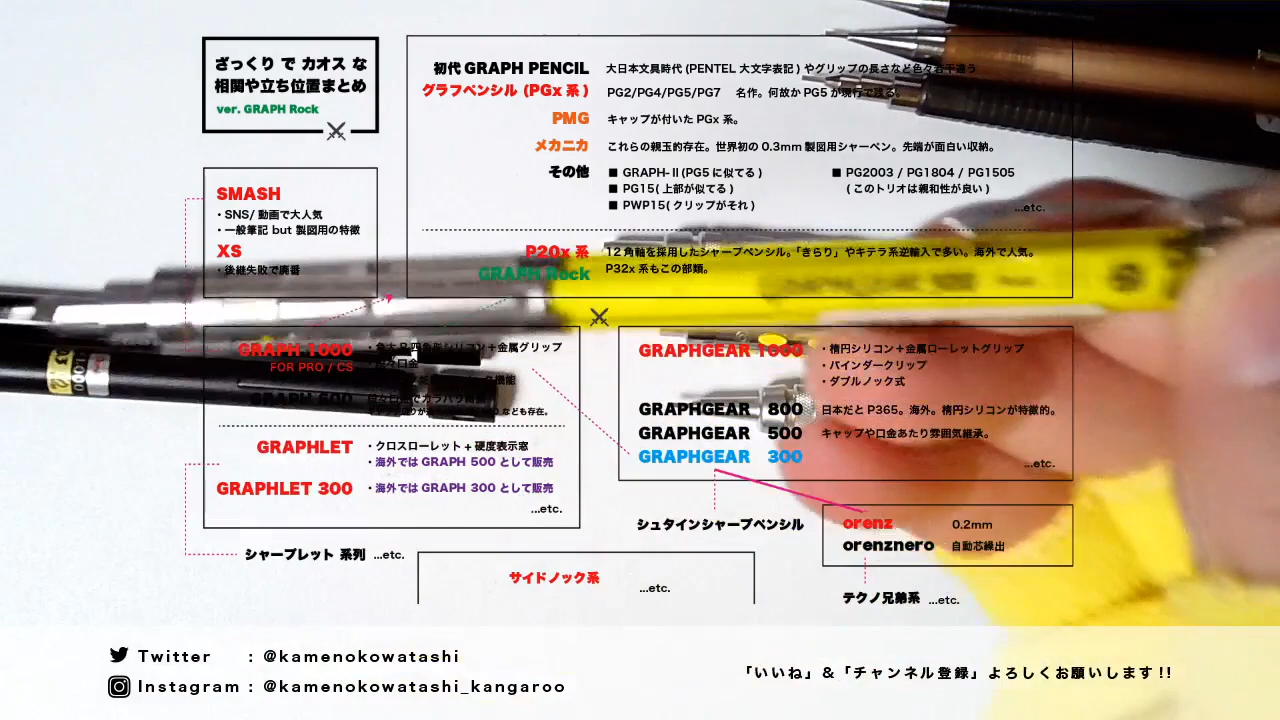 ざっくり で カオス な
相関や立ち位置まとめ
ver. GRAPH Rock
初代 GRAPH PENCIL 大日本文具時代 (PENTEL 大文字表記 ) やグリップの長さなど色々若干違う
グラフペンシル (PGx 系 ) PG2/PG4/PG5/PG7 名作。何故か PG5 が現行で残る。
PMG キャップが付いた PGx 系。
メカニカ これらの親玉的存在。世界初の 0.3mm 製図用シャーペン。先端が面白い収納。
その他 ■ GRAPH-Ⅱ(PG5 に似てる ) ■ PG2003 / PG1804 / PG1505
■ PG15( 上部が似てる ) ( このトリオは親和性が良い )
■ PWP15( クリップがそれ )
...etc.
P20x 系 12 角軸を採用したシャープペンシル。「きらり」やキテラ系逆輸入で多い。海外で人気。
GRAPH Rock P32x 系もこの部類。
SMASH
・SNS/ 動画で大人気
・一般筆記 but 製図用の特徴
XS
・後継失敗で廃番
GRAPH 1000
FOR PRO / CS
GRAPH 600
GRAPHLET ・クロスローレット + 硬度表示窓
・海外では GRAPH 500 として販売
GRAPHLET 300 ・海外では GRAPH 300 として販売
...etc.
シャープレット 系列 ...etc.
GRAPHGEAR 1000 ・楕円シリコン＋金属ローレットグリップ
・バインダークリップ
・ダブルノック式
GRAPHGEAR 800 日本だと P365。海外。楕円シリコンが特徴的。
GRAPHGEAR 500 キャップや口金あたり雰囲気継承。
GRAPHGEAR 300
...etc.
シュタインシャープペンシル
orenz 0.2mm
orenznero 自動芯繰出
テクノ兄弟系 ...etc.
サイドノック系
...etc.
Twitter : @kamenokowatashi
Instagram : @kamenokowatashi_kangaroo
「いいね」&「チャンネル登録」よろしくお願いします !!